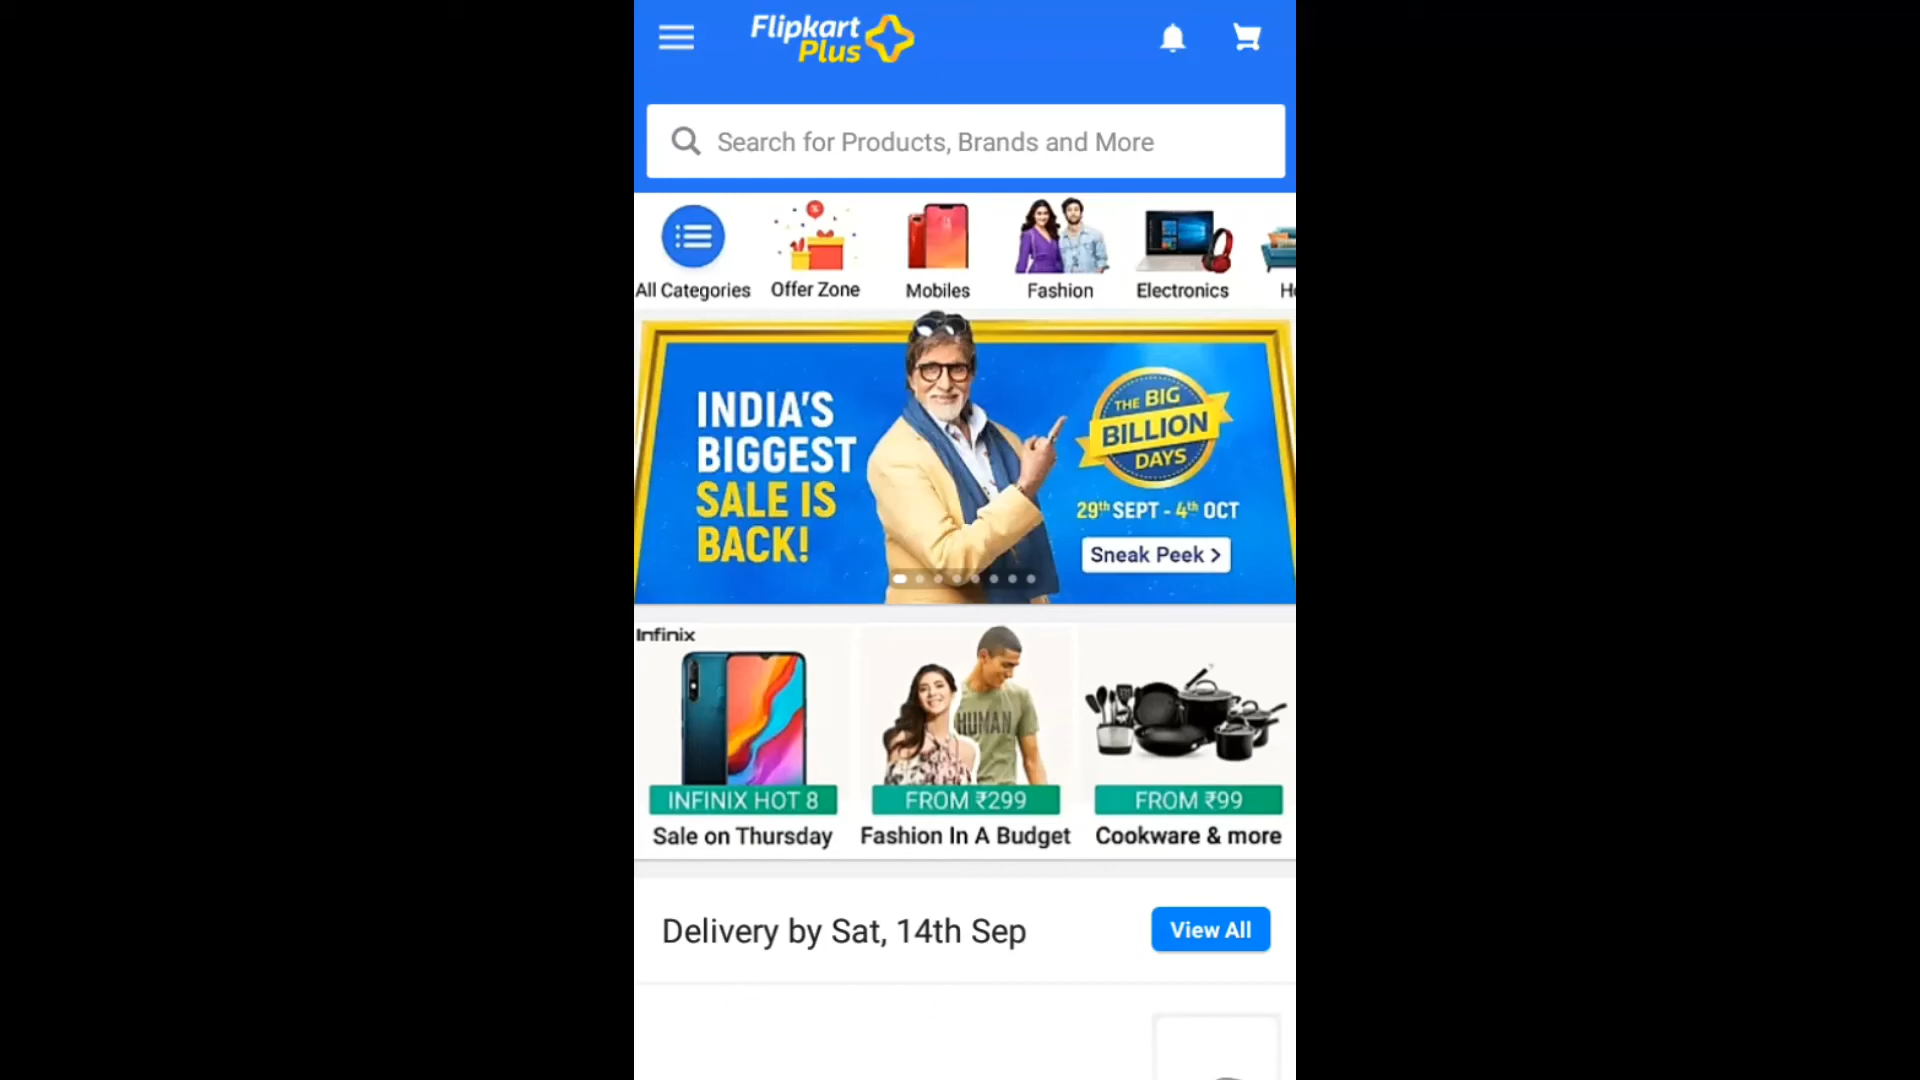 Flipkart
Plus
Search for Products, Brands and More
All Categories
Offer Zone
Mobiles
Fashion
Electronics
INDIA'S
BIGGEST
SALE IS
BACK!
THE BIG
BILLION
DAYS
29th SEPT - 4th OCT
Sneak Peek >
Infinix
HUMAN
INFINIX HOT 8
FROM ₹299
FROM ₹99
Sale on Thursday
Fashion In A Budget
Cookware & more
Delivery by Sat, 14th Sep
View All